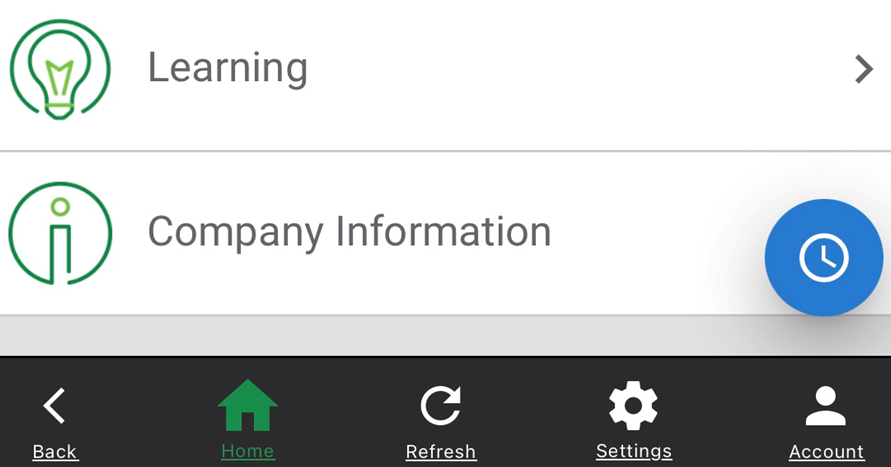 Learning
Company Information
Back Home Refresh Settings Account